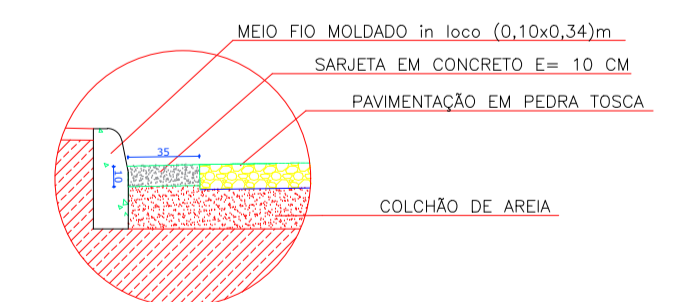 MEIO FIO MOLDADO in loco (0,10x0,34)m
SARJETA EM CONCRETO E= 10 CM
PAVIMENTAÇÃO EM PEDRA TOSCA
35
10
COLCHÃO DE AREIA